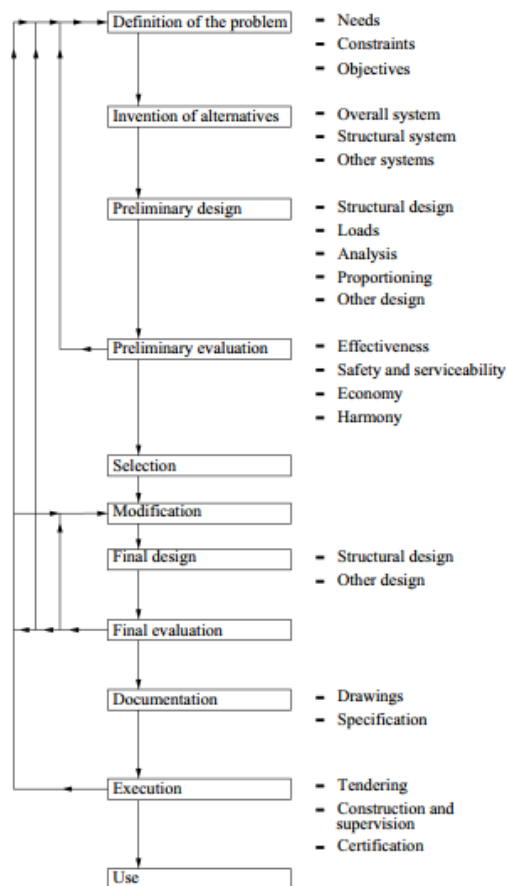 Definition of the problem
- Needs
- Constraints
- Objectives
Invention of alternatives
- Overall system
- Structural system
- Other systems
Preliminary design
- Structural design
- Loads
- Analysis
- Proportioning
- Other design
Preliminary evaluation
- Effectiveness
- Safety and serviceability
- Economy
- Harmony
Selection
Modification
Final design
- Structural design
- Other design
Final evaluation
Documentation
- Drawings
- Specification
Execution
- Tendering
- Construction and
supervision
- Certification
Use